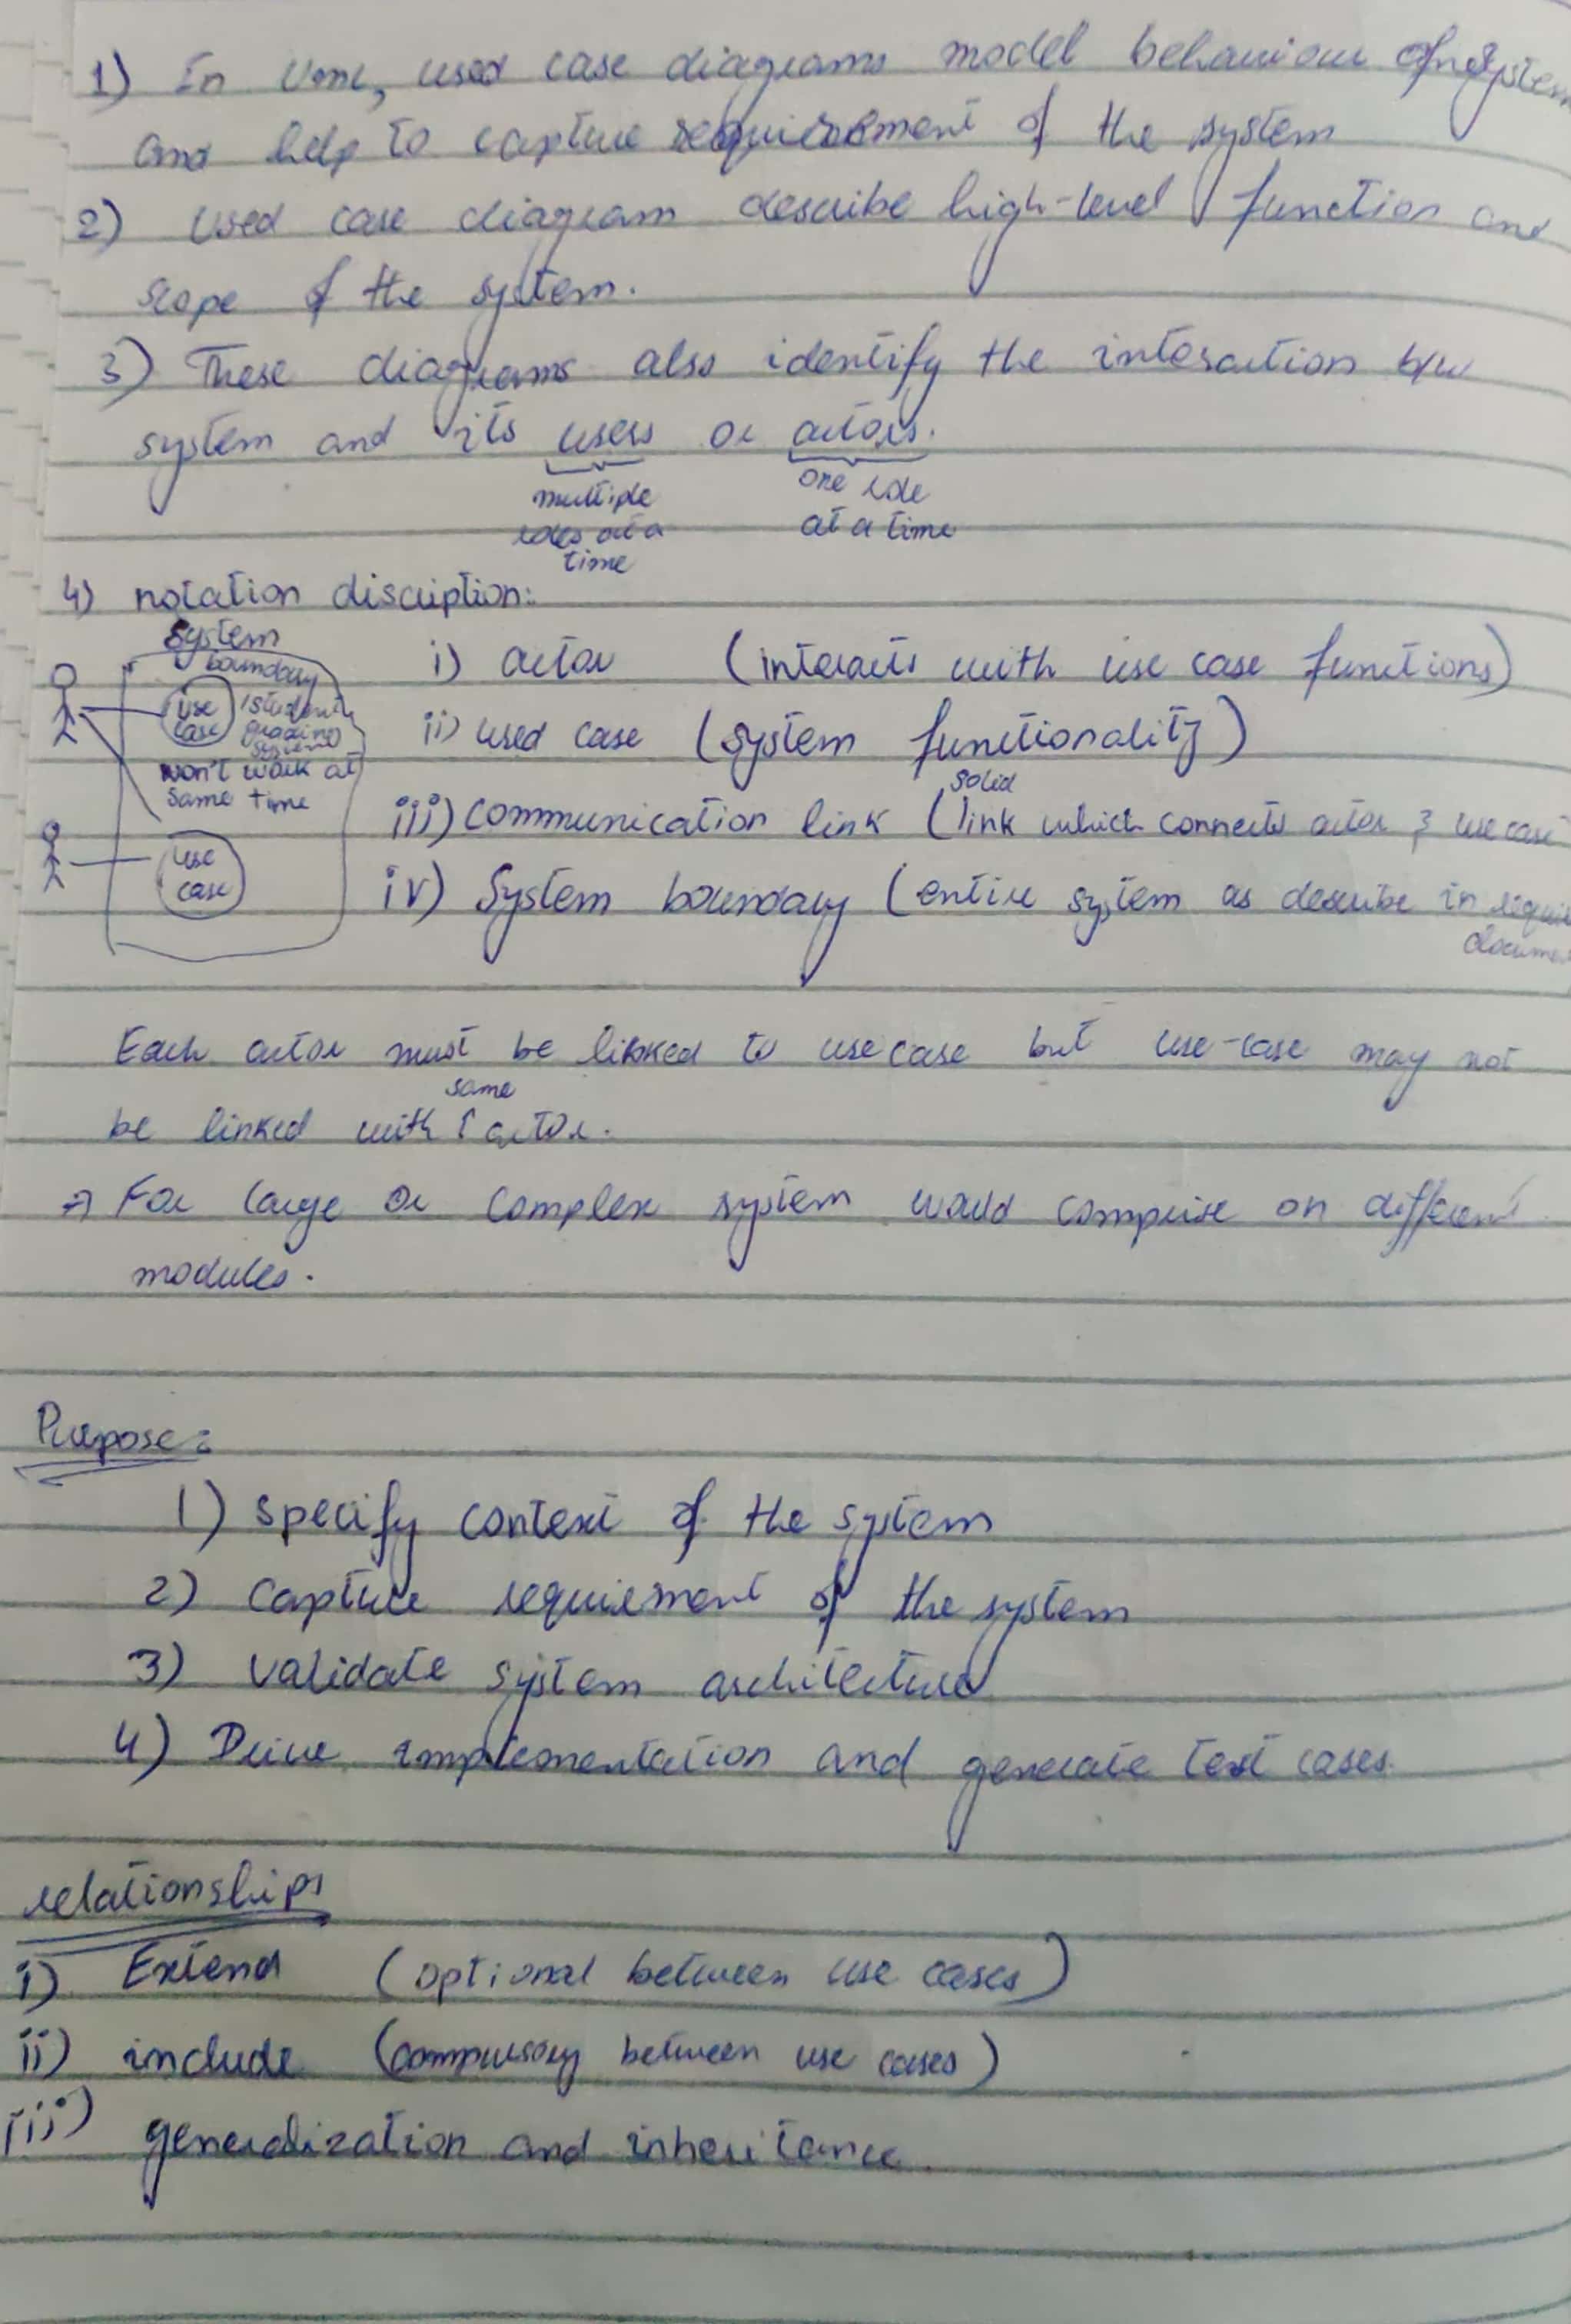 1) In UML, used case diagrams model behaviour of a system
and help to capture requirement of the system
2) Used case diagram describe high-level function and
scope of the system.
3) These diagrams also identify the interaction b/w
system and its users or actors.
multiple
roles at a
time
one role
at a time
4) notation discription:
System
boundary
use
case
/student
grading
system
won't work at
same time
use
case
i) actor (interacts with use case functions)
ii) used case (system functionality)
solid
iii) communication link (link which connects actor & use case
iv) System boundary (entire system as describe in
Each actor must be linked to use case but use-case may not
same
be linked with actor.
=> For large or complex system would comprise on different
modules.
Purpose:
1) specify context of the system
2) capture requirement of the system
3) validate system architecture
4) Drive implementation and generate test cases.
relationships
i) Extend (optional between use cases)
ii) include (compulsory between use cases)
iii) generalization and inheritance.